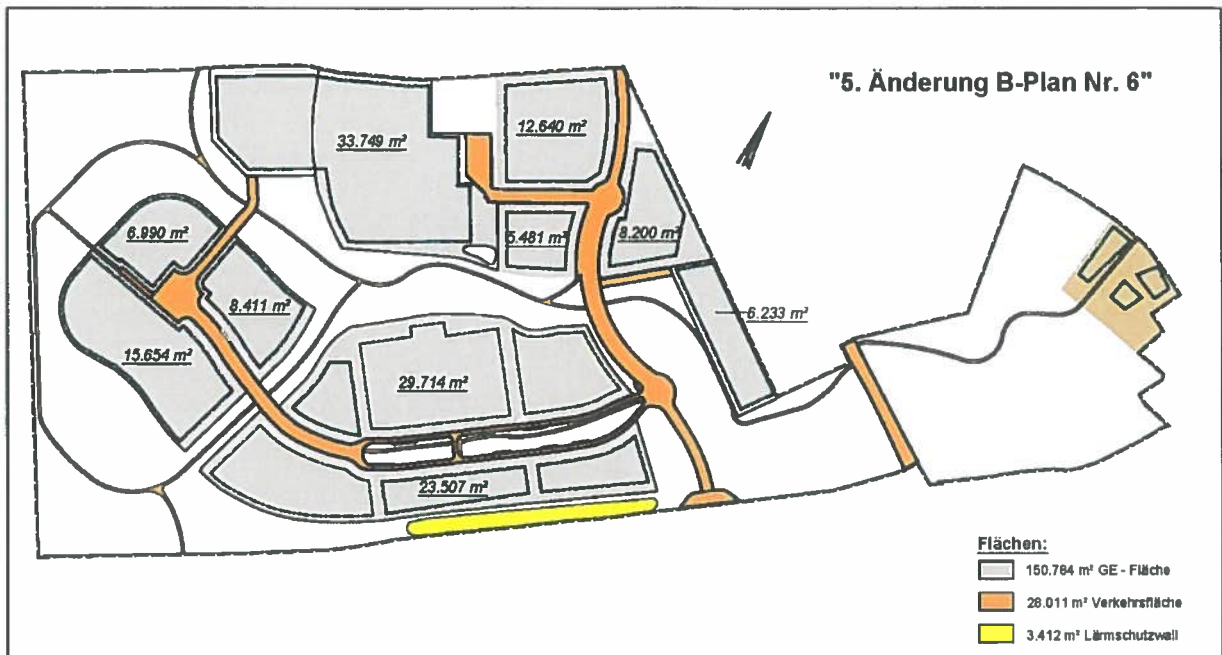 "5. Änderung B-Plan Nr. 6"
12.640 m²
33.749 m²
6.990 m²
5.481 m²
8.200 m²
8.411 m²
6.233 m²
15.654 m²
29.714 m²
23.507 m²
Flächen:
150.764 m² GE - Fläche
28.011 m² Verkehrsfläche
3.412 m² Lärmschutzwall